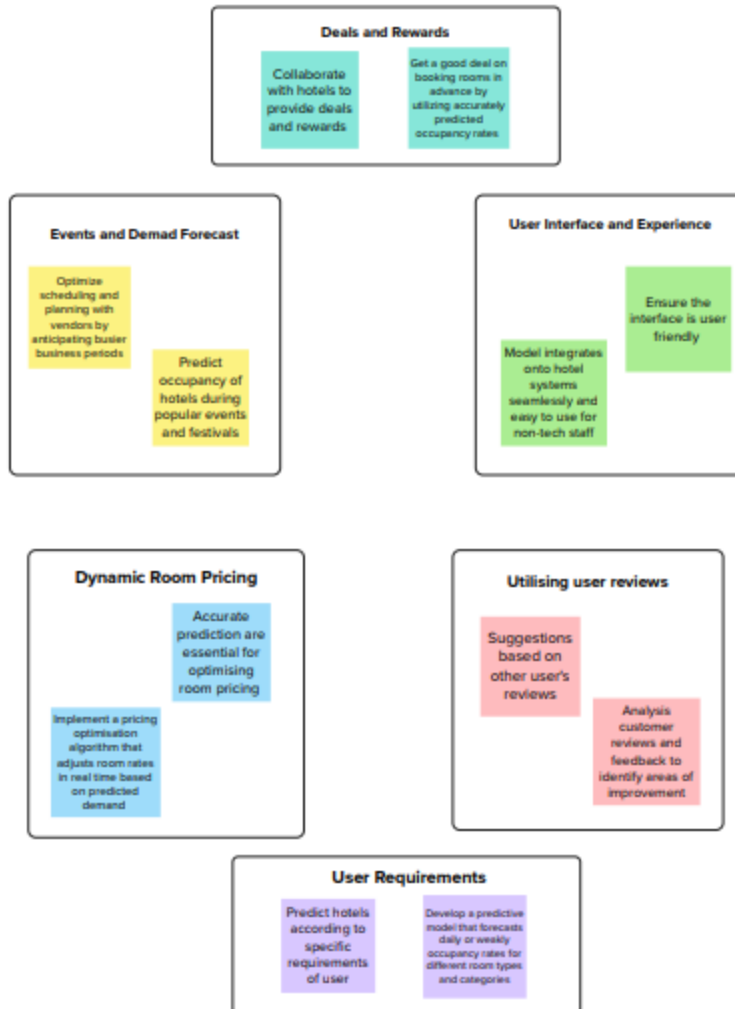 Deals and Rewards
Collaborate
with hotels to
provide deals
and rewards
Get a good deal on
booking rooms in
advance by
utilizing accurately
predicted
occupancy rates
Events and Demad Forecast
Optimize
scheduling and
planning with
vendors by
anticipating busier
business periods
Predict
occupancy of
hotels during
popular events
and festivals
User Interface and Experience
Ensure the
interface is user
friendly
Model integrates
onto hotel
systems
seamlessly and
easy to use for
non-tech staff
Dynamic Room Pricing
Accurate
prediction are
essential for
optimising
room pricing
Implement a pricing
optimisation
algorithm that
adjusts room rates
in real time based
on predicted
demand
Utilising user reviews
Suggestions
based on
other user's
reviews
Analysis
customer
reviews and
feedback to
identify areas of
improvement
User Requirements
Predict hotels
according to
specific
requirements
of user
Develop a predictive
model that forecasts
daily or weekly
occupancy rates for
different room types
and categories